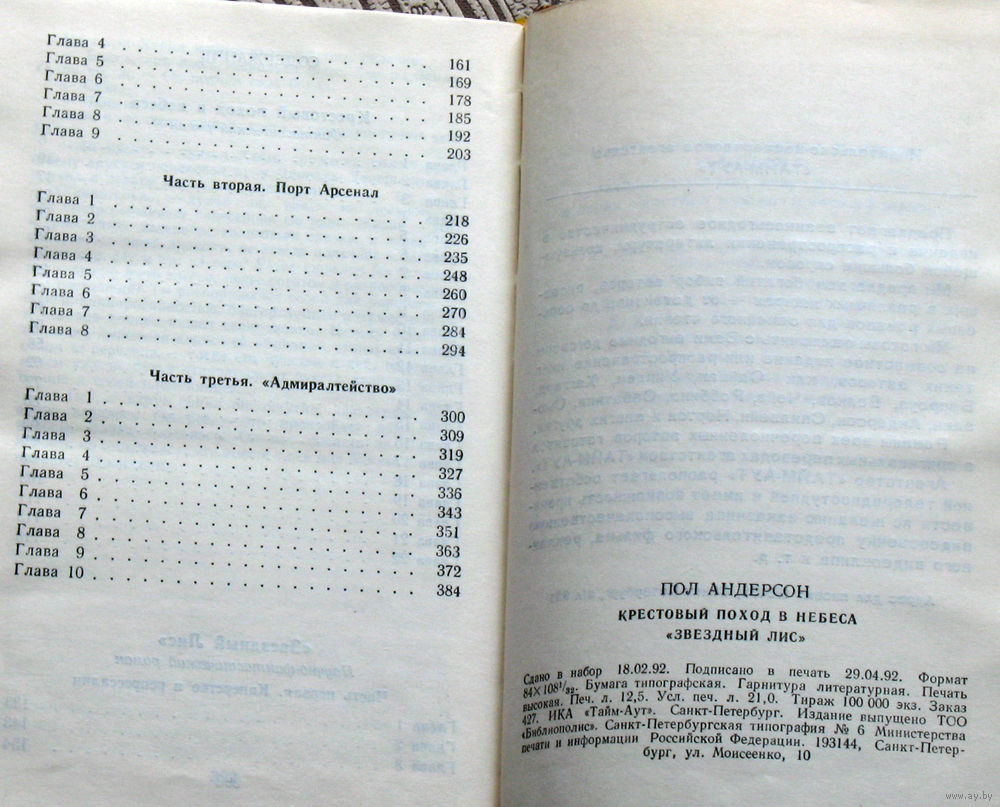 Глава 4 . . . . . . . . . . . . . . . . 161
Глава 5 . . . . . . . . . . . . . . . . 169
Глава 6 . . . . . . . . . . . . . . . . 178
Глава 7 . . . . . . . . . . . . . . . . 185
Глава 8 . . . . . . . . . . . . . . . . 192
Глава 9 . . . . . . . . . . . . . . . . 203
Часть вторая. Порт Арсенал
Глава 1 . . . . . . . . . . . . . . . . 218
Глава 2 . . . . . . . . . . . . . . . . 226
Глава 3 . . . . . . . . . . . . . . . . 235
Глава 4 . . . . . . . . . . . . . . . . 248
Глава 5 . . . . . . . . . . . . . . . . 260
Глава 6 . . . . . . . . . . . . . . . . 270
Глава 7 . . . . . . . . . . . . . . . . 284
Глава 8 . . . . . . . . . . . . . . . . 294
Часть третья. «Адмиралтейство»
Глава 1 . . . . . . . . . . . . . . . . 300
Глава 2 . . . . . . . . . . . . . . . . 309
Глава 3 . . . . . . . . . . . . . . . . 319
Глава 4 . . . . . . . . . . . . . . . . 327
Глава 5 . . . . . . . . . . . . . . . . 336
Глава 6 . . . . . . . . . . . . . . . . 343
Глава 7 . . . . . . . . . . . . . . . . 351
Глава 8 . . . . . . . . . . . . . . . . 363
Глава 9 . . . . . . . . . . . . . . . . 372
Глава 10 . . . . . . . . . . . . . . . . 384
ПОЛ АНДЕРСОН
КРЕСТОВЫЙ ПОХОД В НЕБЕСА
«ЗВЕЗДНЫЙ ЛИС»
Сдано в набор 18.02.92. Подписано в печать 29.04.92. Формат
84×108¹/₃₂. Бумага типографская. Гарнитура литературная. Печать
высокая. Печ. л. 12,5. Усл. печ. л. 21,0. Тираж 100 000 экз. Заказ
427. ИКА «Тайм-Аут». Санкт-Петербург. Издание выпущено ТОО
«Библиополис». Санкт-Петербургская типография № 6 Министерства
печати и информации Российской Федерации. 193144, Санкт-Петер-
бург, ул. Моисеенко, 10
www.ay.by